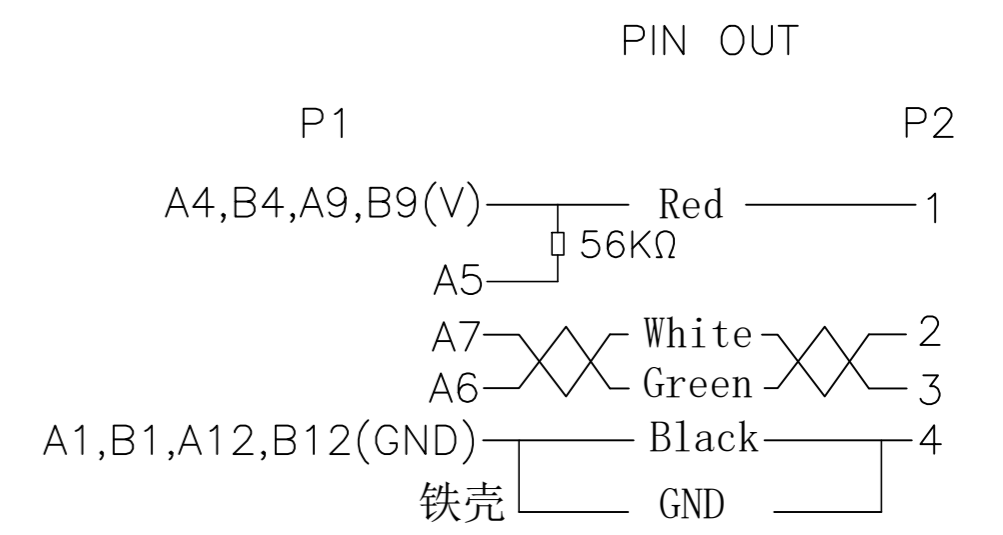 PIN OUT
P1 P2
A4,B4,A9,B9(V) Red 1
56KΩ
A5
A7 White 2
A6 Green 3
A1,B1,A12,B12(GND) Black 4
铁壳 GND